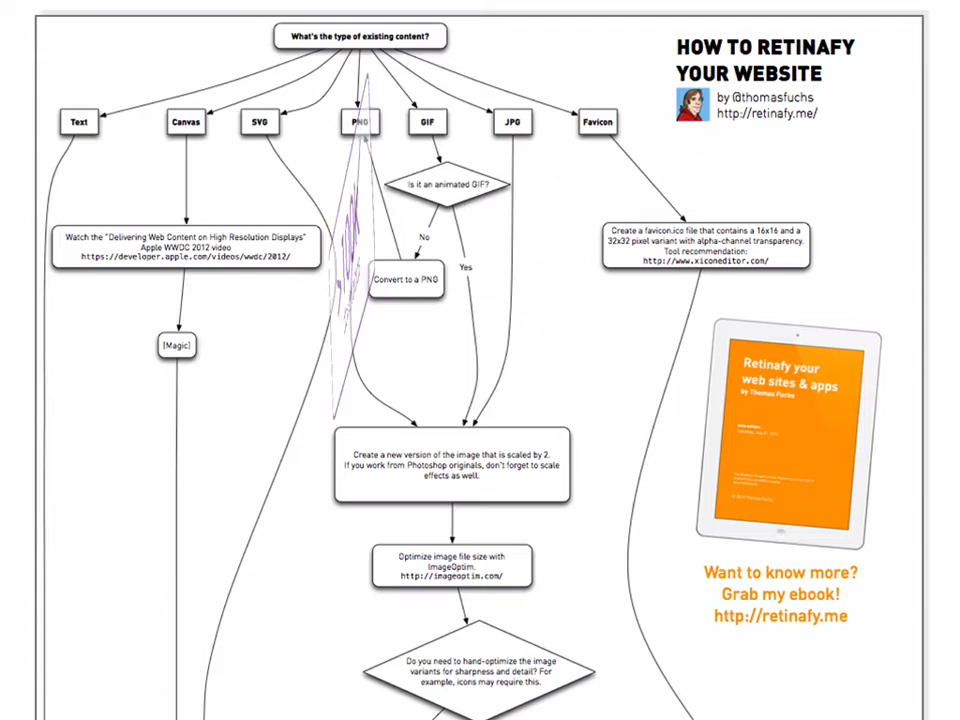 What's the type of existing content?
HOW TO RETINAFY
YOUR WEBSITE
by @thomasfuchs
http://retinafy.me/
Text
Canvas
SVG
PNG
GIF
JPG
Favicon
Is it an animated GIF?
No
Yes
Convert to a PNG
Watch the "Delivering Web Content on High Resolution Displays"
Apple WWDC 2012 video
https://developer.apple.com/videos/wwdc/2012/
[Magic]
Create a favicon.ico file that contains a 16x16 and a
32x32 pixel variant with alpha-channel transparency.
Tool recommendation:
http://www.xiconeditor.com/
Retinafy your
web sites & apps
by Thomas Fuchs
Create a new version of the image that is scaled by 2.
If you work from Photoshop originals, don't forget to scale
effects as well.
Optimize image file size with
ImageOptim.
http://imageoptim.com/
Want to know more?
Grab my ebook!
http://retinafy.me
Do you need to hand-optimize the image
variants for sharpness and detail? For
example, icons may require this.